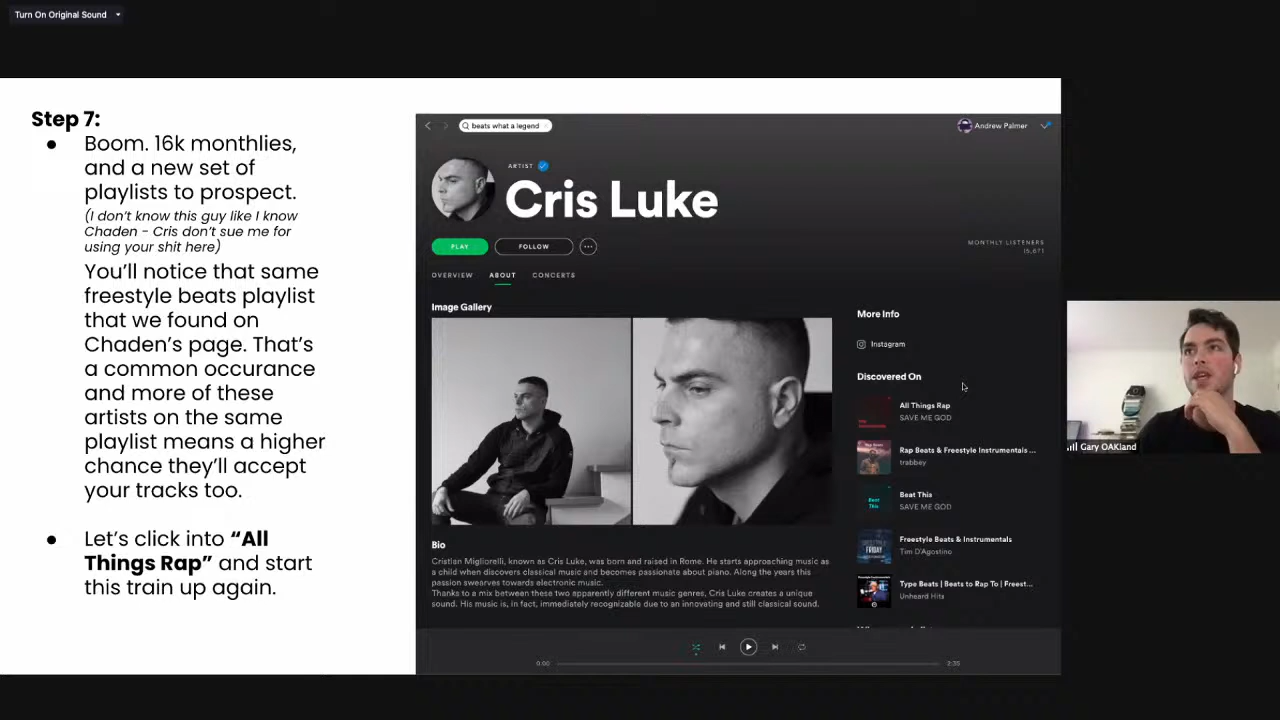 Turn On Original Sound
Step 7:
● Boom. 16k monthlies,
and a new set of
playlists to prospect.
(I don't know this guy like I know
Chaden - Cris don't sue me for
using your shit here)
You'll notice that same
freestyle beats playlist
that we found on
Chaden's page. That's
a common occurance
and more of these
artists on the same
playlist means a higher
chance they'll accept
your tracks too.
● Let's click into "All
Things Rap" and start
this train up again.
beats what a legend
Andrew Palmer
ARTIST
Cris Luke
PLAY
FOLLOW
MONTHLY LISTENERS
15,671
OVERVIEW
ABOUT
CONCERTS
Image Gallery
More Info
Instagram
Discovered On
All Things Rap
SAVE ME GOD
Rap Beats & Freestyle Instrumentals ...
trabbey
Beat This
Beat This
SAVE ME GOD
Freestyle Beats & Instrumentals
Tim D'Agostino
Type Beats | Beats to Rap To | Freest...
Unheard Hits
Bio
Cristian Migliorelli, known as Cris Luke, was born and raised in Rome. He starts approaching music as
a child when discovers classical music and becomes passionate about piano. Along the years this
passion swearves towards electronic music.
Thanks to a mix between these two apparently different music genres, Cris Luke creates a unique
sound. His music is, in fact, immediately recognizable due to an innovating and still classical sound.
0:00
2:35
Gary OAKland